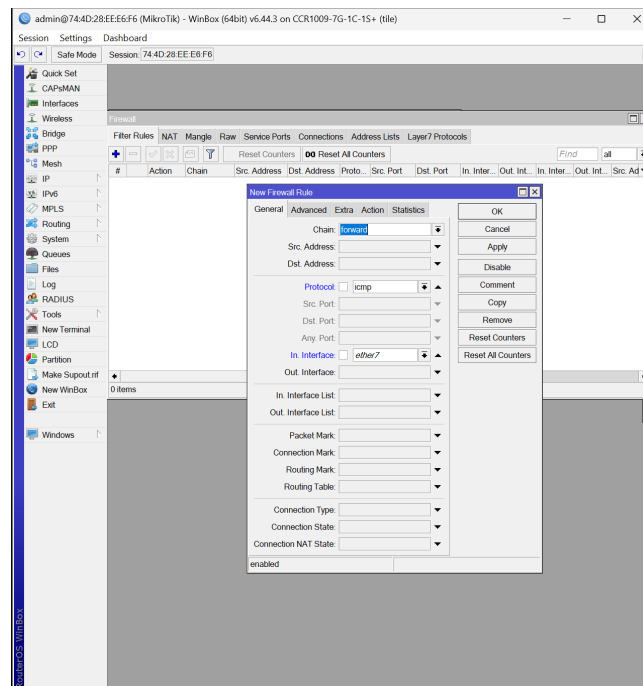 admin@74:4D:28:EE:E6:F6 (MikroTik) - WinBox (64bit) v6.44.3 on CCR1009-7G-1C-1S+ (tile)
Session Settings Dashboard
Safe Mode Session: 74:4D:28:EE:E6:F6
Quick Set
CAPsMAN
Interfaces
Wireless
Bridge
PPP
Mesh
IP
IPv6
MPLS
Routing
System
Queues
Files
Log
RADIUS
Tools
New Terminal
LCD
Partition
Make Supout.rif
New WinBox
Exit
Windows
RouterOS WinBox
Firewall
Filter Rules NAT Mangle Raw Service Ports Connections Address Lists Layer7 Protocols
Reset Counters 00 Reset All Counters Find all
# Action Chain Src. Address Dst. Address Proto... Src. Port Dst. Port In. Inter... Out. Int... In. Inter... Out. Int... Src. Ad
0 items
New Firewall Rule
General Advanced Extra Action Statistics
Chain: forward
Src. Address:
Dst. Address:
Protocol: icmp
Src. Port:
Dst. Port:
Any. Port:
In. Interface: ether7
Out. Interface:
In. Interface List:
Out. Interface List:
Packet Mark:
Connection Mark:
Routing Mark:
Routing Table:
Connection Type:
Connection State:
Connection NAT State:
OK
Cancel
Apply
Disable
Comment
Copy
Remove
Reset Counters
Reset All Counters
enabled